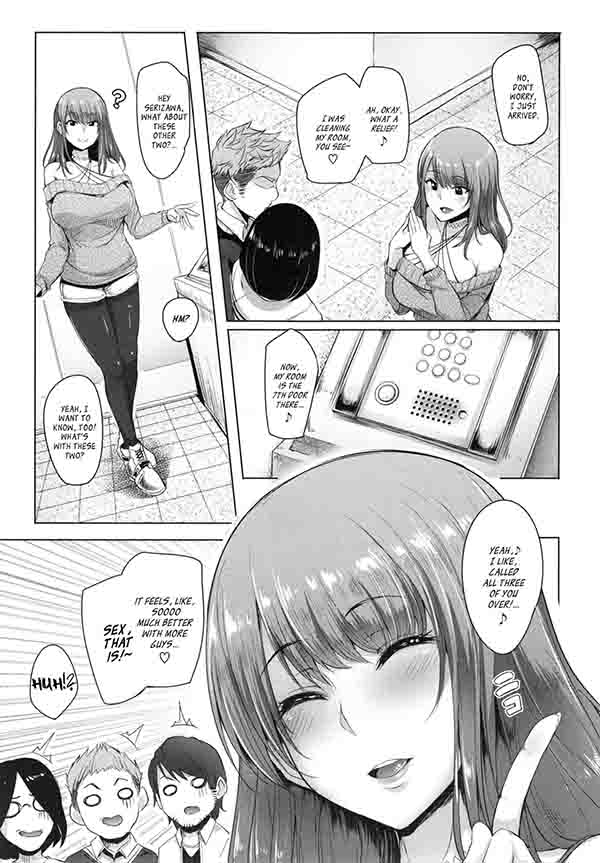 NO,
DON'T
WORRY,
I JUST
ARRIVED.
AH, OKAY,
WHAT A
RELIEF!
♪
I WAS
CLEANING
MY ROOM,
YOU SEE~
♡
HEY
SERIZAWA,
WHAT ABOUT
THESE
OTHER
TWO?...
?
HM?
YEAH, I
WANT TO
KNOW, TOO!
WHAT'S
WITH THESE
TWO?
NOW,
MY ROOM
IS THE
7TH DOOR
THERE...
♪
YEAH,♪
I LIKE,
CALLED
ALL THREE
OF YOU
OVER!...
♪
IT FEELS, LIKE,
SOOOO
MUCH BETTER
WITH MORE
GUYS...
♡
SEX,
THAT
IS!~
HUH!?
ニコ